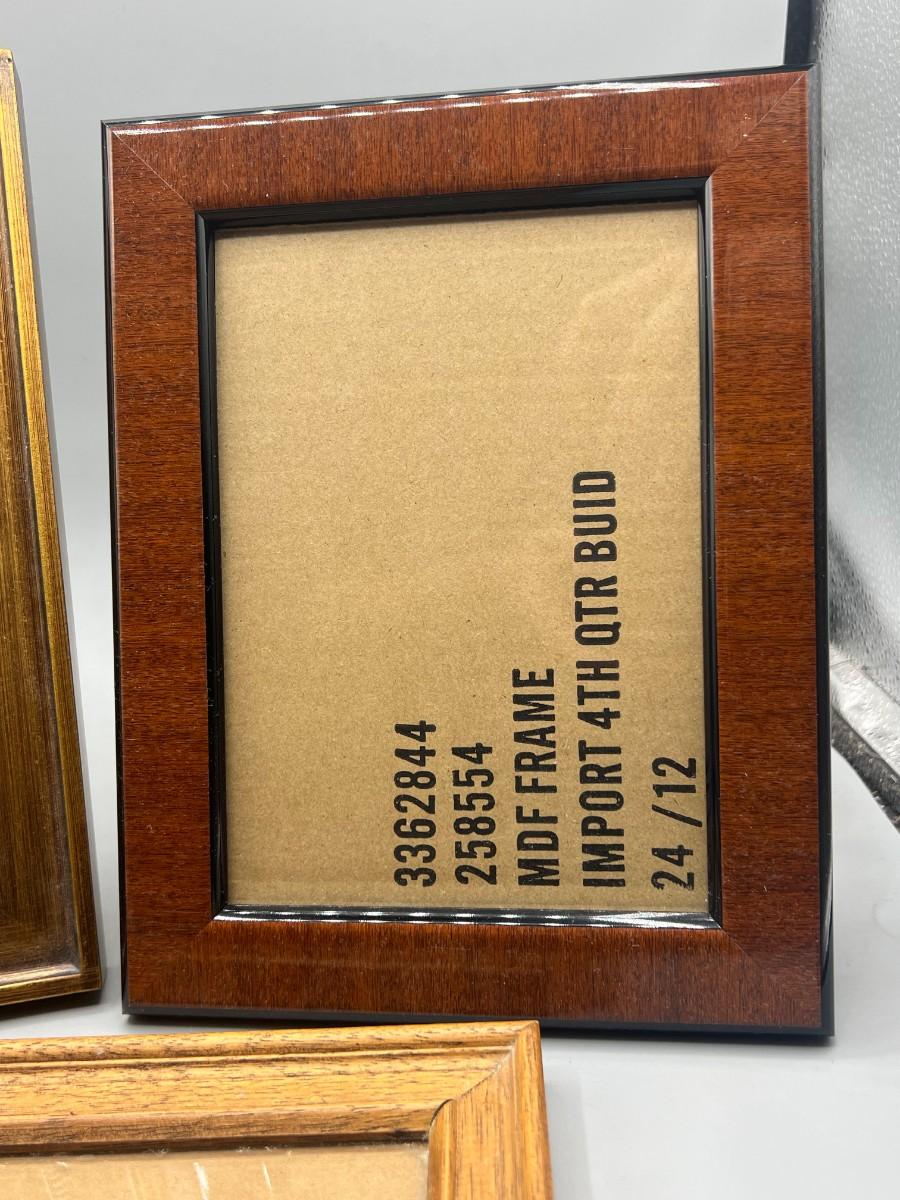 3362844
258554
MDF FRAME
IMPORT 4TH QTR BUID
24 /12